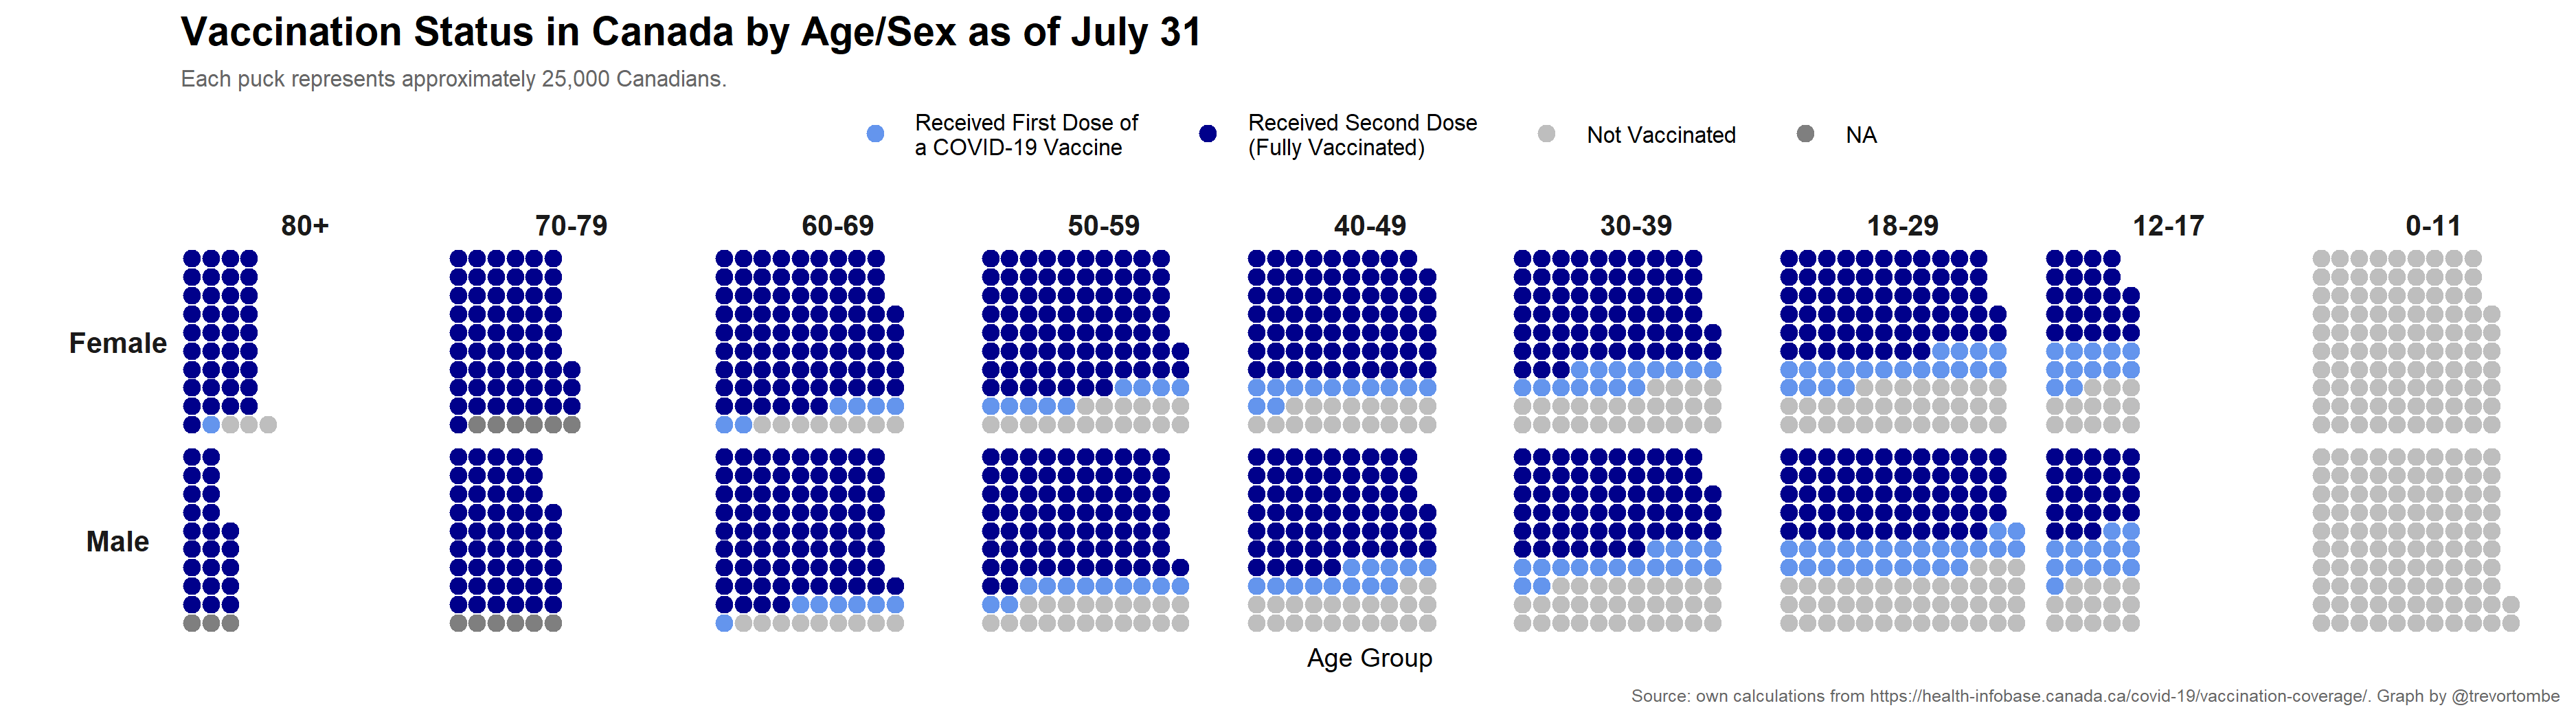 Vaccination Status in Canada by Age/Sex as of July 31
Each puck represents approximately 25,000 Canadians.
Received First Dose of
a COVID-19 Vaccine
Received Second Dose
(Fully Vaccinated)
Not Vaccinated
NA
80+
70-79
60-69
50-59
40-49
30-39
18-29
12-17
0-11
Female
Male
Age Group
Source: own calculations from https://health-infobase.canada.ca/covid-19/vaccination-coverage/. Graph by @trevortombe